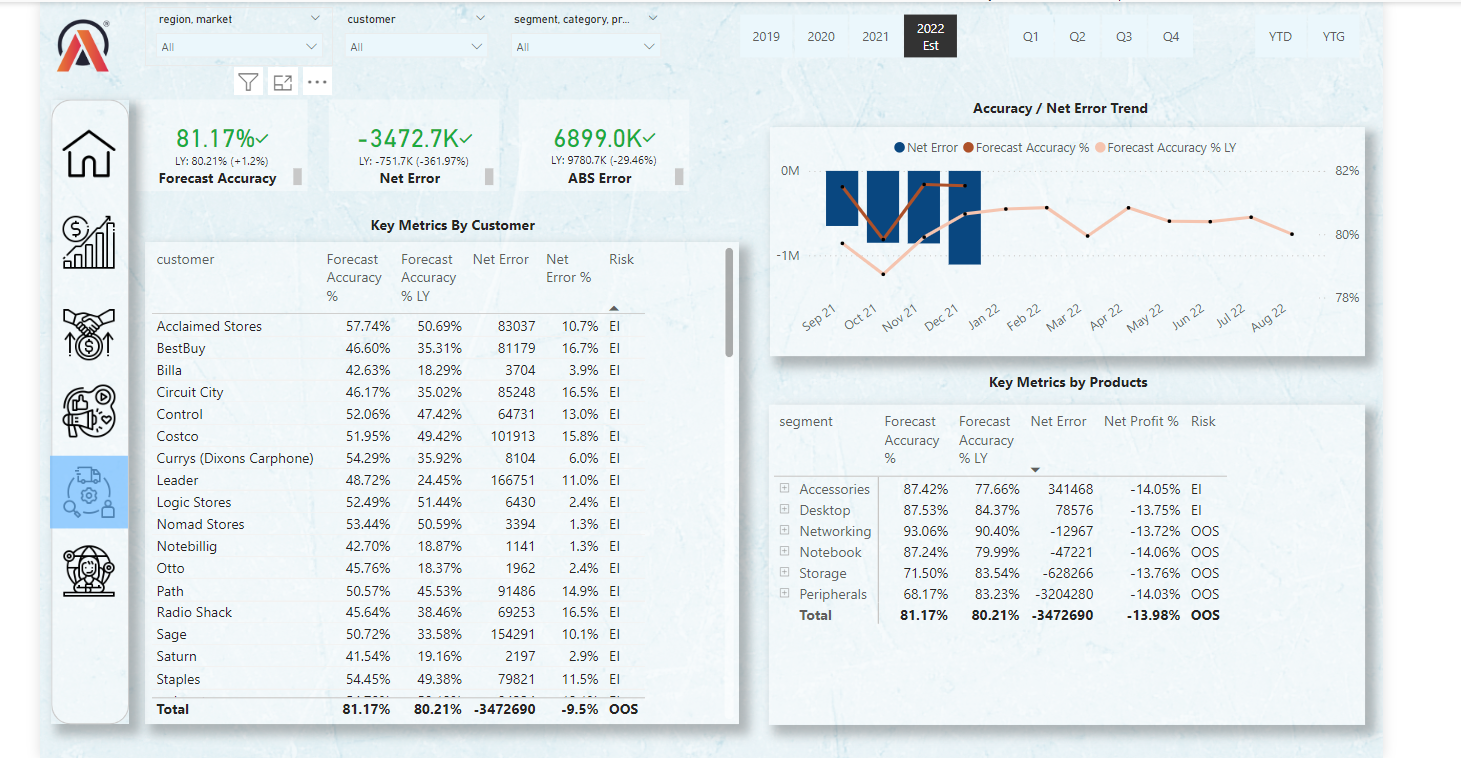 region, market
customer
segment, category, pr...
All
All
All
2019 2020 2021 2022 Est Q1 Q2 Q3 Q4 YTD YTG
81.17%
LY: 80.21% (+1.2%)
Forecast Accuracy
-3472.7K
LY: -751.7K (-361.97%)
Net Error
6899.0K
LY: 9780.7K (-29.46%)
ABS Error
Key Metrics By Customer
customer Forecast Accuracy % Forecast Accuracy % LY Net Error Net Error % Risk
Acclaimed Stores 57.74% 50.69% 83037 10.7% EI
BestBuy 46.60% 35.31% 81179 16.7% EI
Billa 42.63% 18.29% 3704 3.9% EI
Circuit City 46.17% 35.02% 85248 16.5% EI
Control 52.06% 47.42% 64731 13.0% EI
Costco 51.95% 49.42% 101913 15.8% EI
Currys (Dixons Carphone) 54.29% 35.92% 8104 6.0% EI
Leader 48.72% 24.45% 166751 11.0% EI
Logic Stores 52.49% 51.44% 6430 2.4% EI
Nomad Stores 53.44% 50.59% 3394 1.3% EI
Notebillig 42.70% 18.87% 1141 1.3% EI
Otto 45.76% 18.37% 1962 2.4% EI
Path 50.57% 45.53% 91486 14.9% EI
Radio Shack 45.64% 38.46% 69253 16.5% EI
Sage 50.72% 33.58% 154291 10.1% EI
Saturn 41.54% 19.16% 2197 2.9% EI
Staples 54.45% 49.38% 79821 11.5% EI
Total 81.17% 80.21% -3472690 -9.5% OOS
Accuracy / Net Error Trend
Net Error Forecast Accuracy % Forecast Accuracy % LY
0M
-1M
82%
80%
78%
Sep 21 Oct 21 Nov 21 Dec 21 Jan 22 Feb 22 Mar 22 Apr 22 May 22 Jun 22 Jul 22 Aug 22
Key Metrics by Products
segment Forecast Accuracy % Forecast Accuracy % LY Net Error Net Profit % Risk
Accessories 87.42% 77.66% 341468 -14.05% EI
Desktop 87.53% 84.37% 78576 -13.75% EI
Networking 93.06% 90.40% -12967 -13.72% OOS
Notebook 87.24% 79.99% -47221 -14.06% OOS
Storage 71.50% 83.54% -628266 -13.76% OOS
Peripherals 68.17% 83.23% -3204280 -14.03% OOS
Total 81.17% 80.21% -3472690 -13.98% OOS